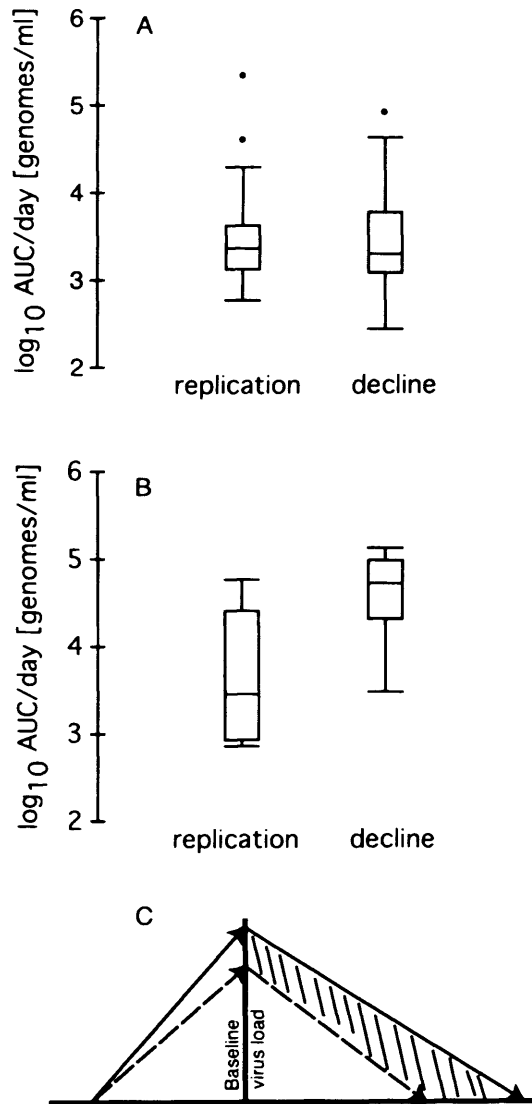 A
log10 AUC/day [genomes/ml]
6
5
4
3
2
replication decline
B
log10 AUC/day [genomes/ml]
6
5
4
3
2
replication decline
C
Baseline
virus load